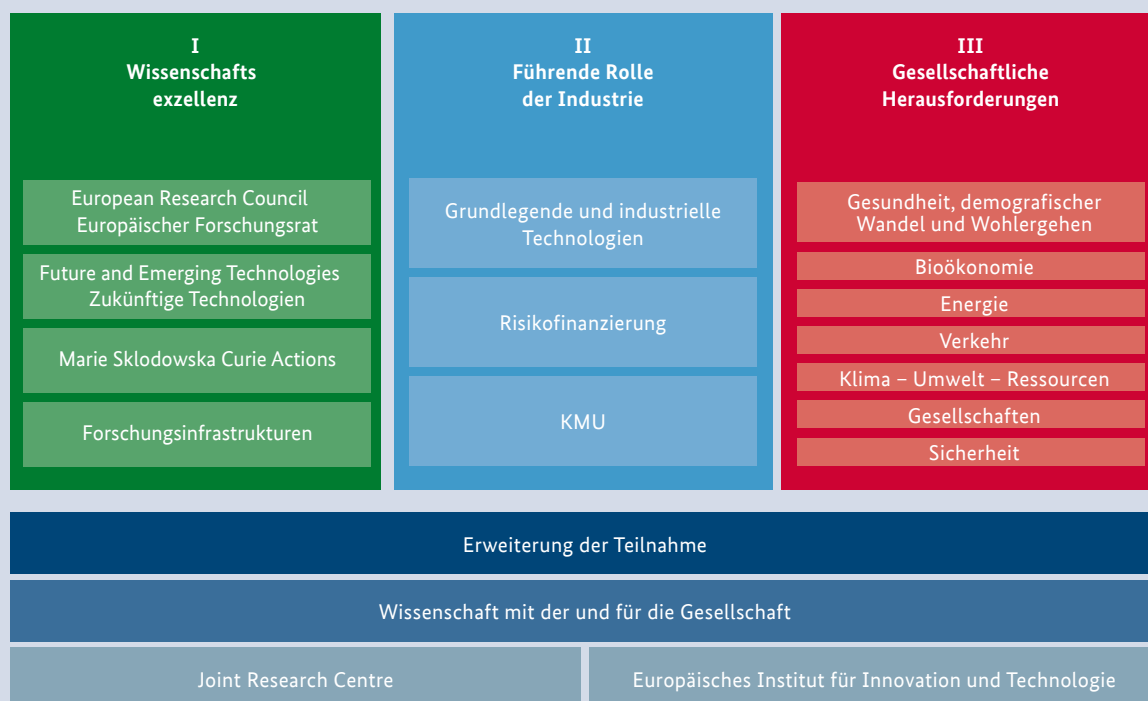 I
Wissenschafts
exzellenz
European Research Council
Europäischer Forschungsrat
Future and Emerging Technologies
Zukünftige Technologien
Marie Sklodowska Curie Actions
Forschungsinfrastrukturen
II
Führende Rolle
der Industrie
Grundlegende und industrielle
Technologien
Risikofinanzierung
KMU
III
Gesellschaftliche
Herausforderungen
Gesundheit, demografischer
Wandel und Wohlergehen
Bioökonomie
Energie
Verkehr
Klima – Umwelt – Ressourcen
Gesellschaften
Sicherheit
Erweiterung der Teilnahme
Wissenschaft mit der und für die Gesellschaft
Joint Research Centre
Europäisches Institut für Innovation und Technologie